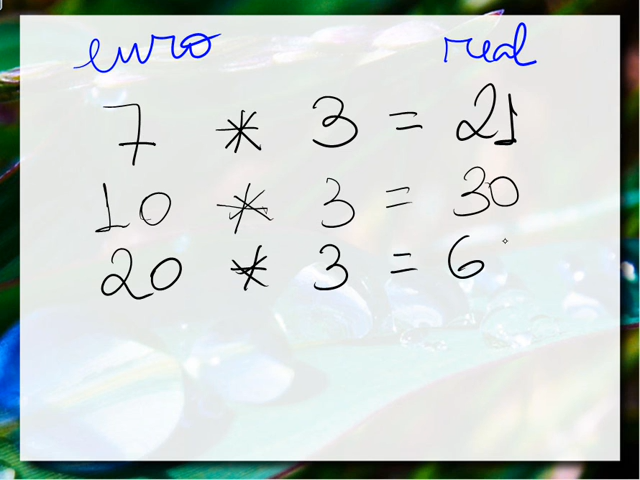 euro real
7 * 3 = 21
10 * 3 = 30
20 * 3 = 6